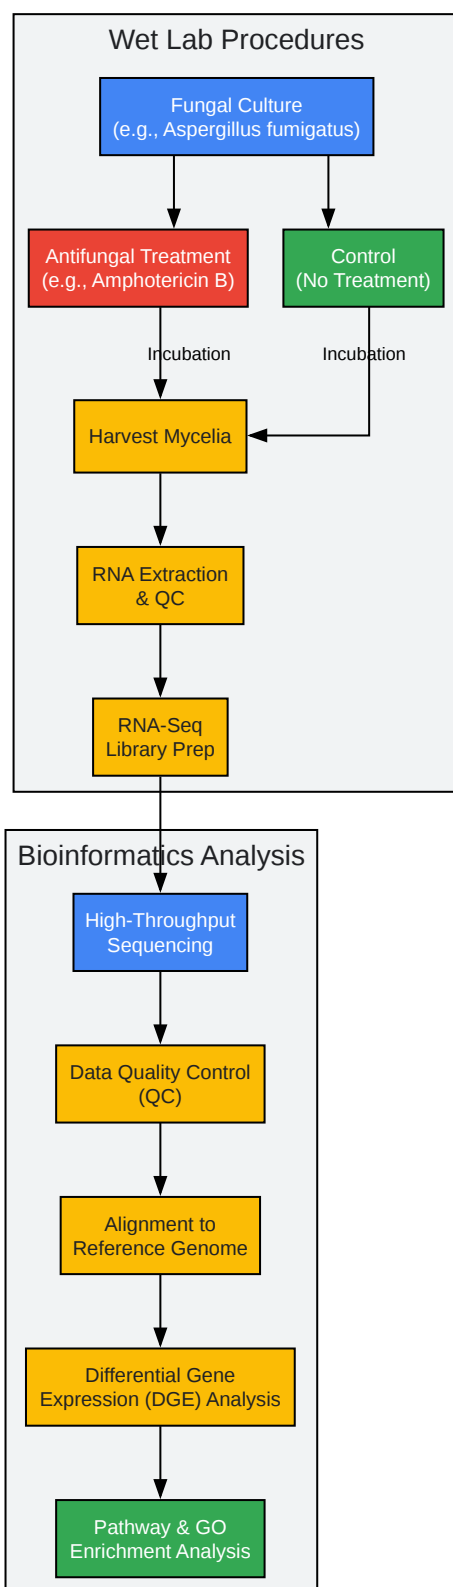 Wet Lab Procedures
Fungal Culture
(e.g., Aspergillus fumigatus)
Antifungal Treatment
(e.g., Amphotericin B)
Control
(No Treatment)
Incubation
Incubation
Harvest Mycelia
RNA Extraction
& QC
RNA-Seq
Library Prep
Bioinformatics Analysis
High-Throughput
Sequencing
Data Quality Control
(QC)
Alignment to
Reference Genome
Differential Gene
Expression (DGE) Analysis
Pathway & GO
Enrichment Analysis